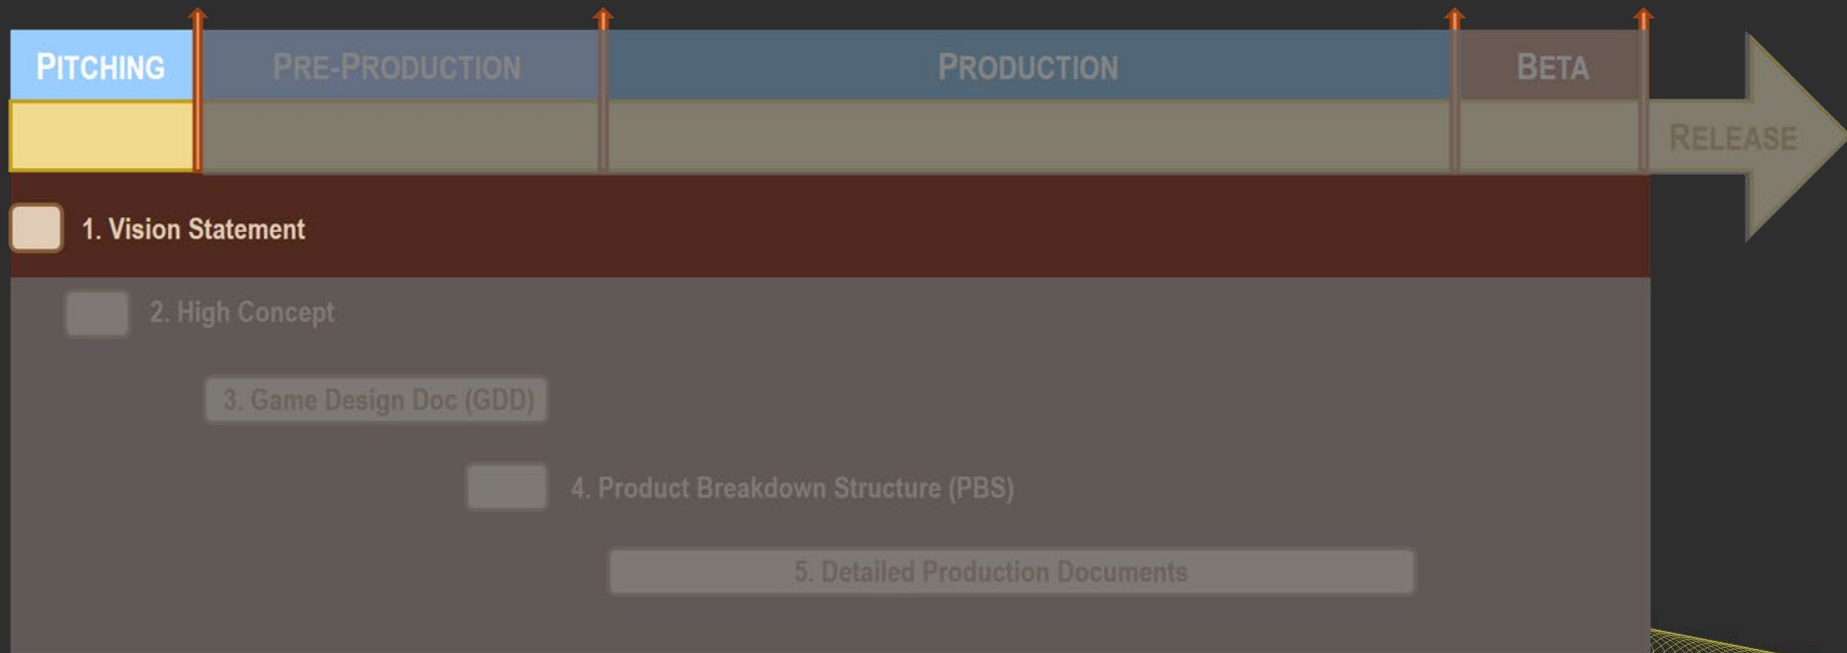 PITCHING
PRE-PRODUCTION
PRODUCTION
BETA
RELEASE
1. Vision Statement
2. High Concept
3. Game Design Doc (GDD)
4. Product Breakdown Structure (PBS)
5. Detailed Production Documents